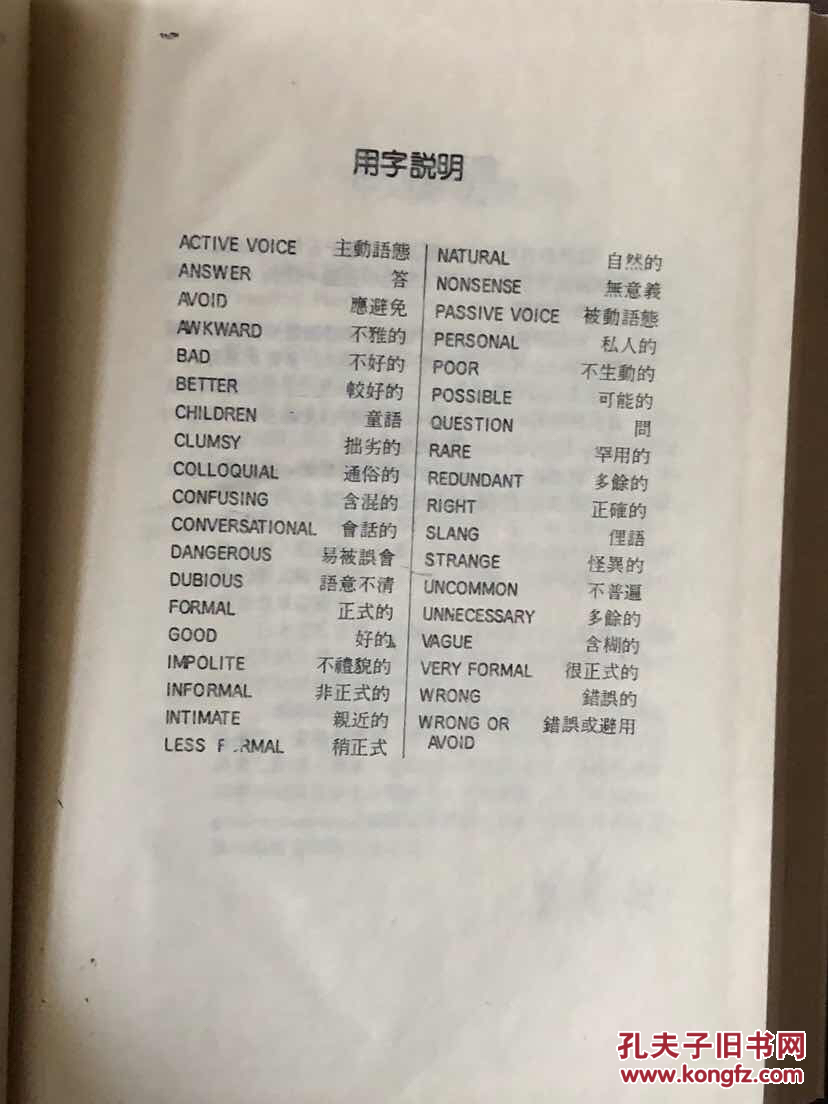 用字説明
ACTIVE VOICE 主動語態
ANSWER 答
AVOID 應避免
AWKWARD 不雅的
BAD 不好的
BETTER 較好的
CHILDREN 童語
CLUMSY 拙劣的
COLLOQUIAL 通俗的
CONFUSING 含混的
CONVERSATIONAL 會話的
DANGEROUS 易被誤會
DUBIOUS 語意不清
FORMAL 正式的
GOOD 好的
IMPOLITE 不禮貌的
INFORMAL 非正式的
INTIMATE 親近的
LESS F RMAL 稍正式
NATURAL 自然的
NONSENSE 無意義
PASSIVE VOICE 被動語態
PERSONAL 私人的
POOR 不生動的
POSSIBLE 可能的
QUESTION 問
RARE 罕用的
REDUNDANT 多餘的
RIGHT 正確的
SLANG 俚語
STRANGE 怪異的
UNCOMMON 不普遍
UNNECESSARY 多餘的
VAGUE 含糊的
VERY FORMAL 很正式的
WRONG 錯誤的
WRONG OR 錯誤或避用
AVOID
孔夫子旧书网
www.kongfz.com